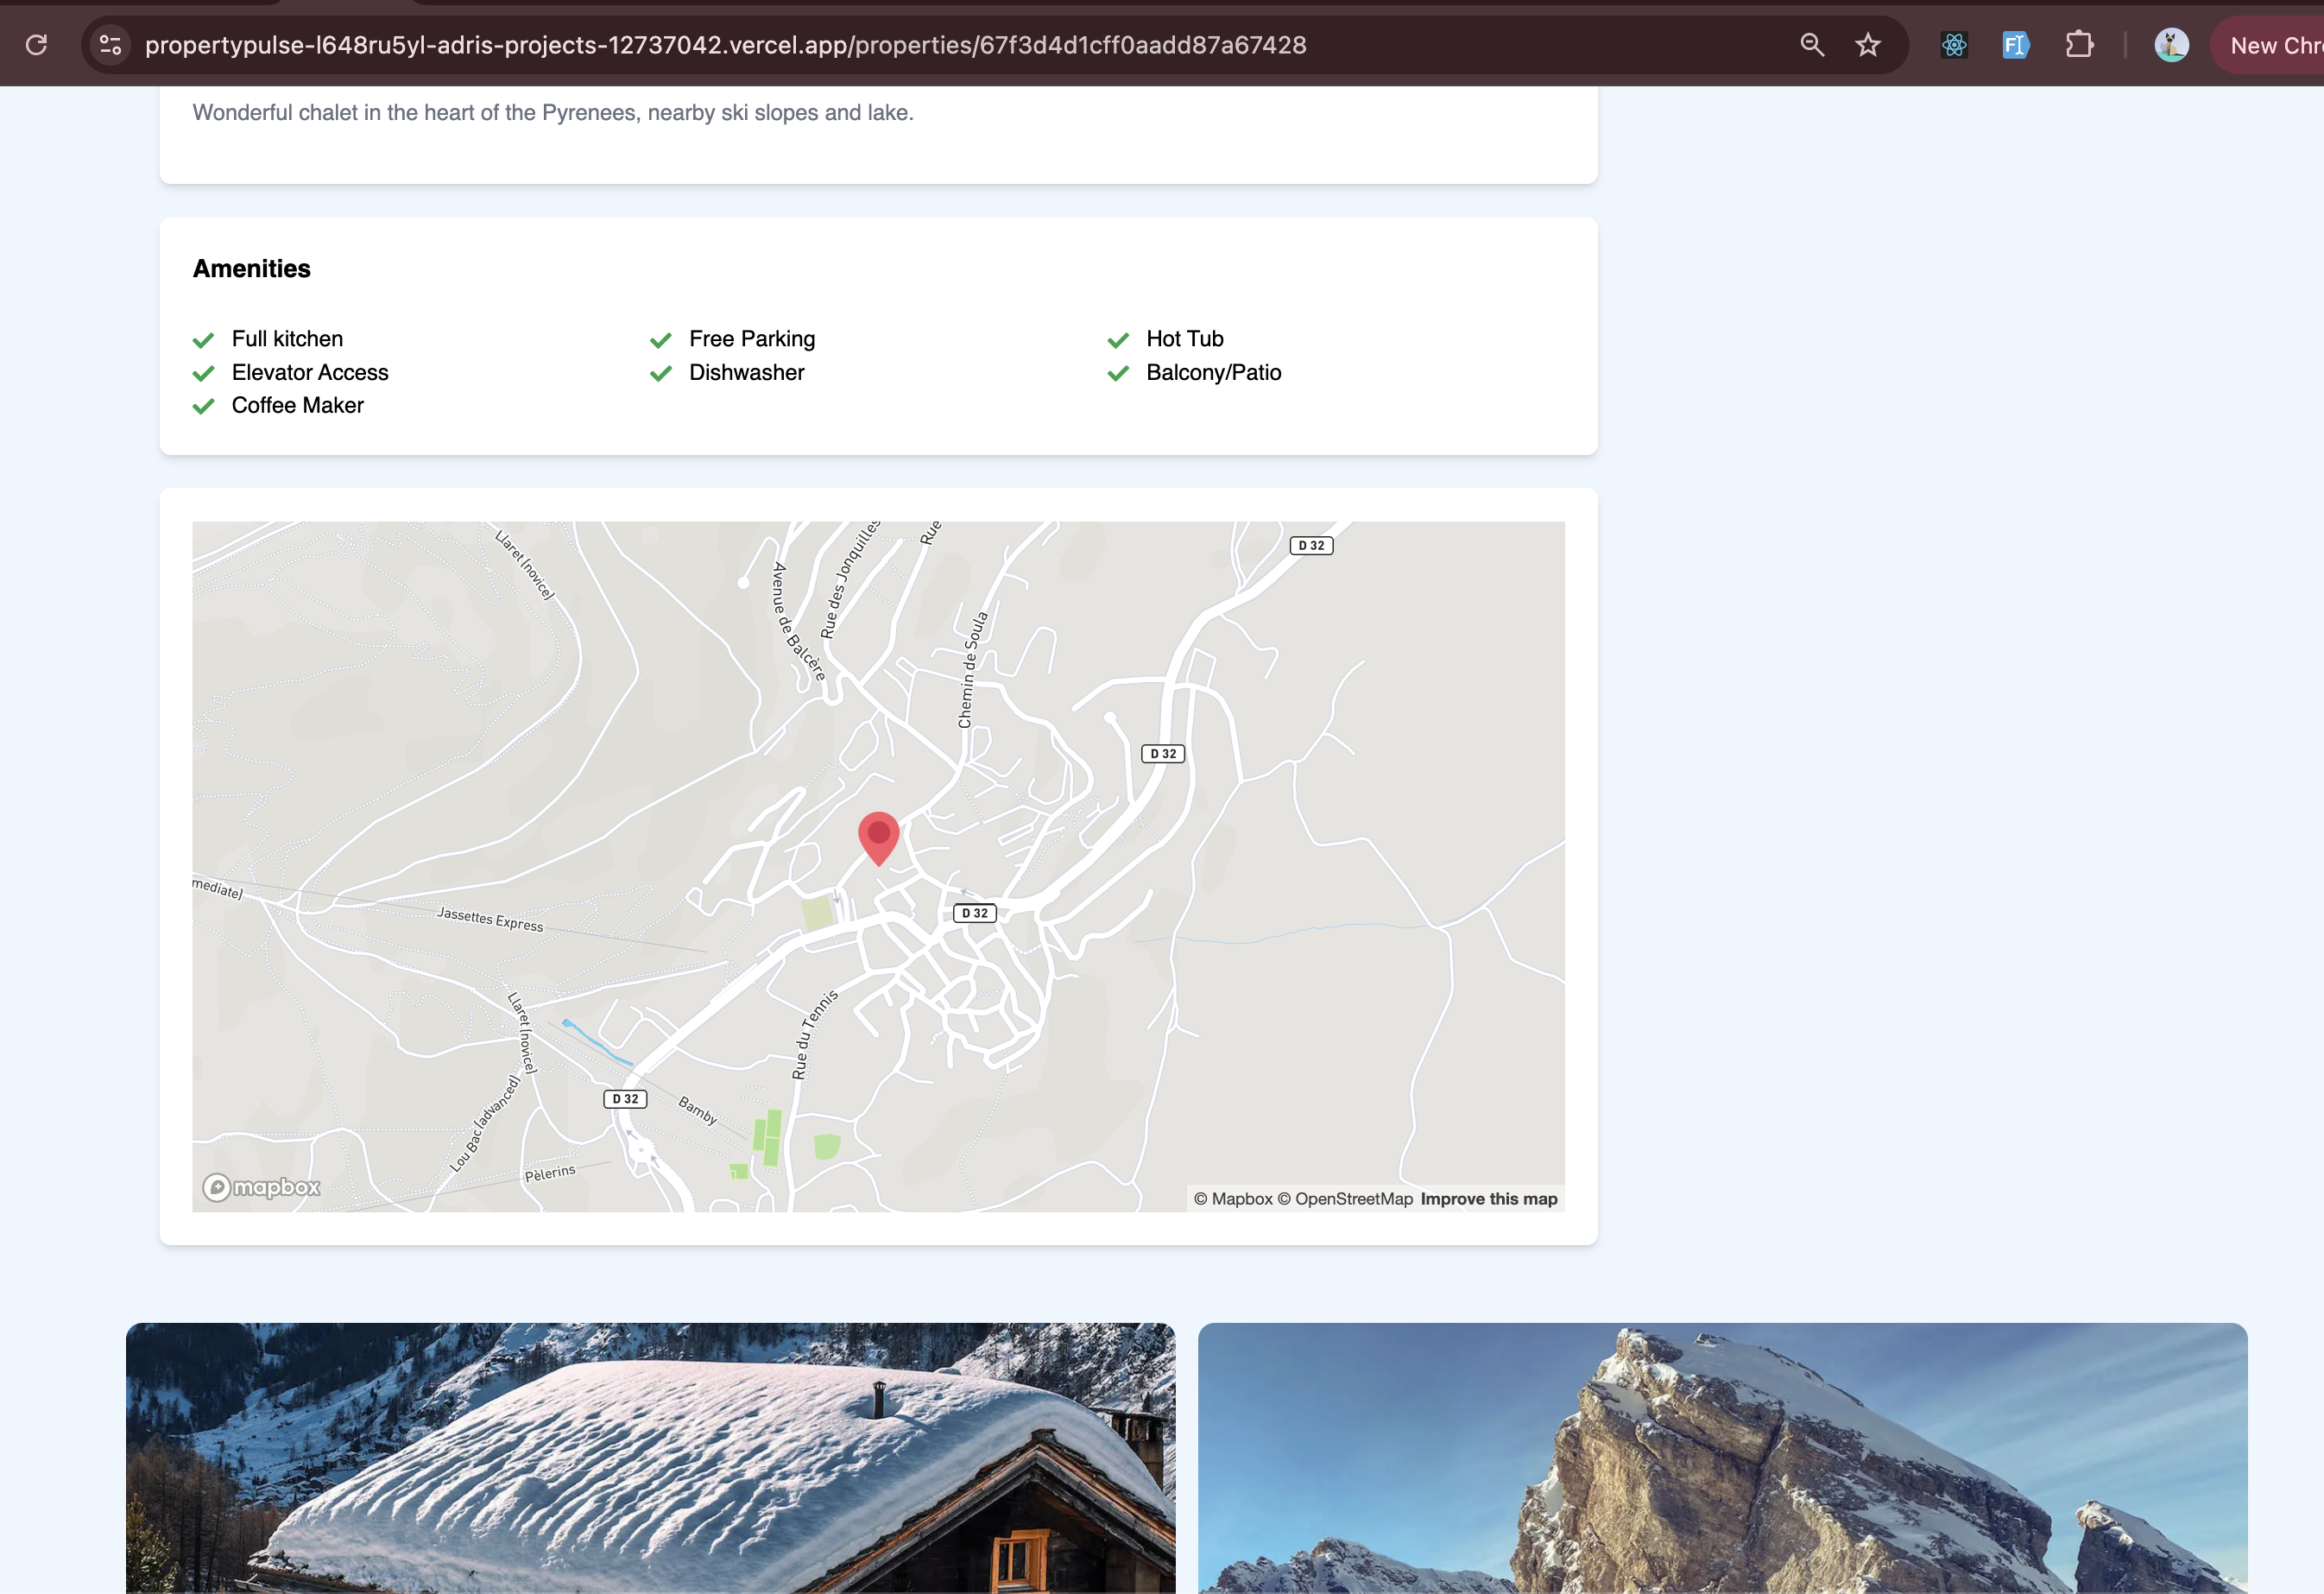 propertypulse-l648ru5yl-adris-projects-12737042.vercel.app/properties/67f3d4d1cff0aadd87a67428
New Chr
Wonderful chalet in the heart of the Pyrenees, nearby ski slopes and lake.
Amenities
Full kitchen
Free Parking
Hot Tub
Elevator Access
Dishwasher
Balcony/Patio
Coffee Maker
Llaret (novice)
Avenue de Balcère
Rue des Jonquilles
Rue
Chemin de Soula
D 32
D 32
mediate)
Jassettes Express
D 32
Llaret (novice)
Rue du Tennis
D 32
Bamby
Lou Bac (advanced)
Pèlerins
mapbox
© Mapbox © OpenStreetMap Improve this map